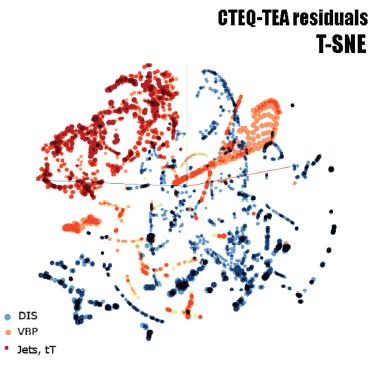 CTEQ-TEA residuals
T-SNE
DIS
VBP
Jets, tT